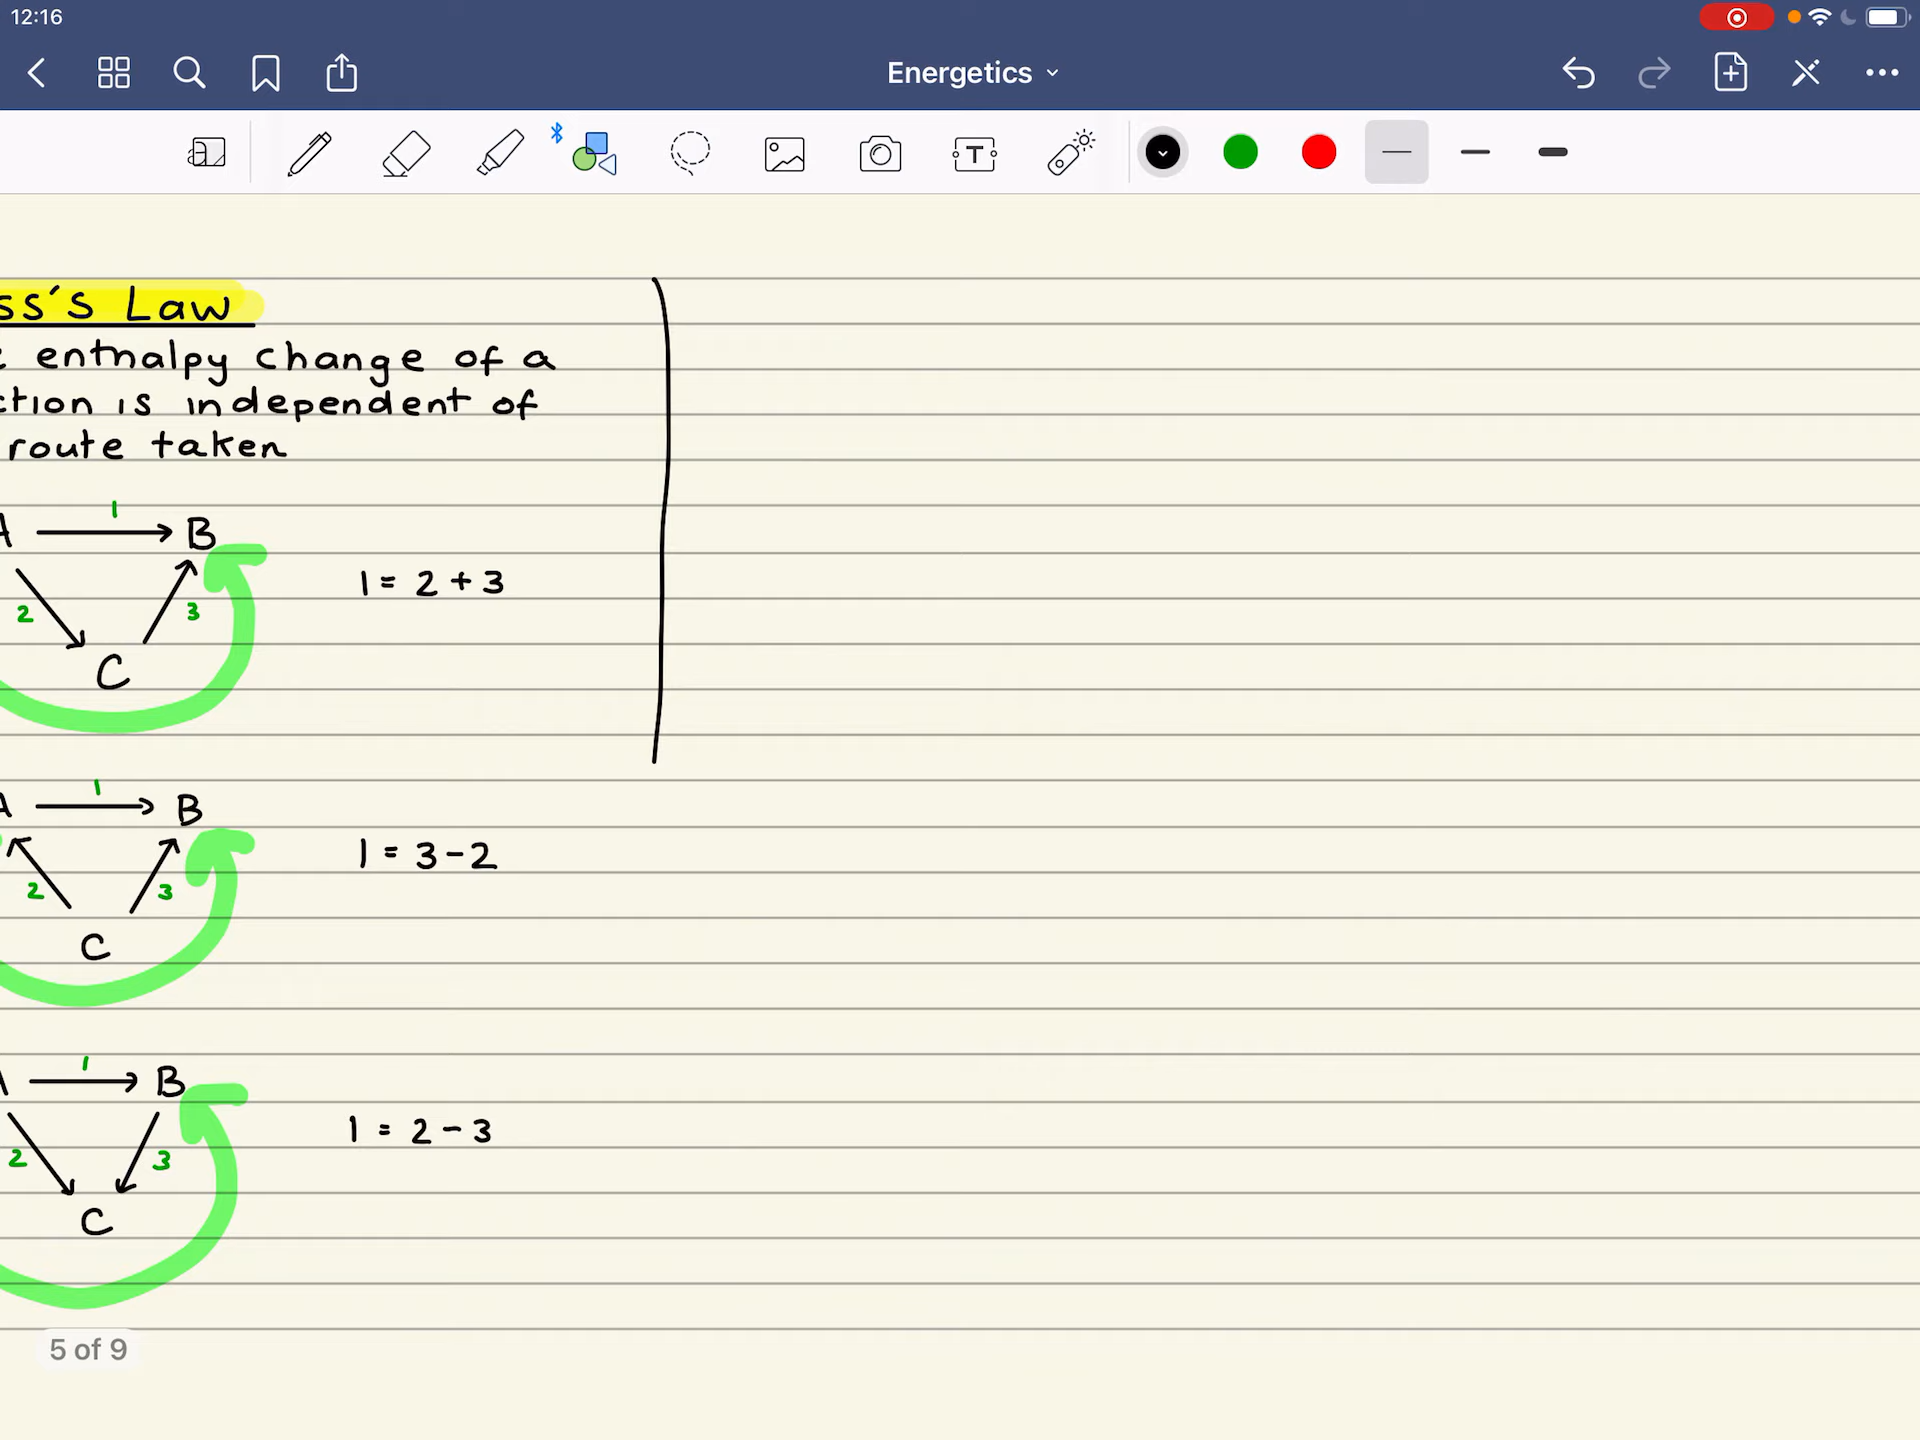 12:16
Energetics
ss's Law
enthalpy change of a
ction is independent of
route taken
1
A B
2 3
C
1 = 2 + 3
1
A B
2 3
C
1 = 3 - 2
1
A B
2 3
C
1 = 2 - 3
5 of 9